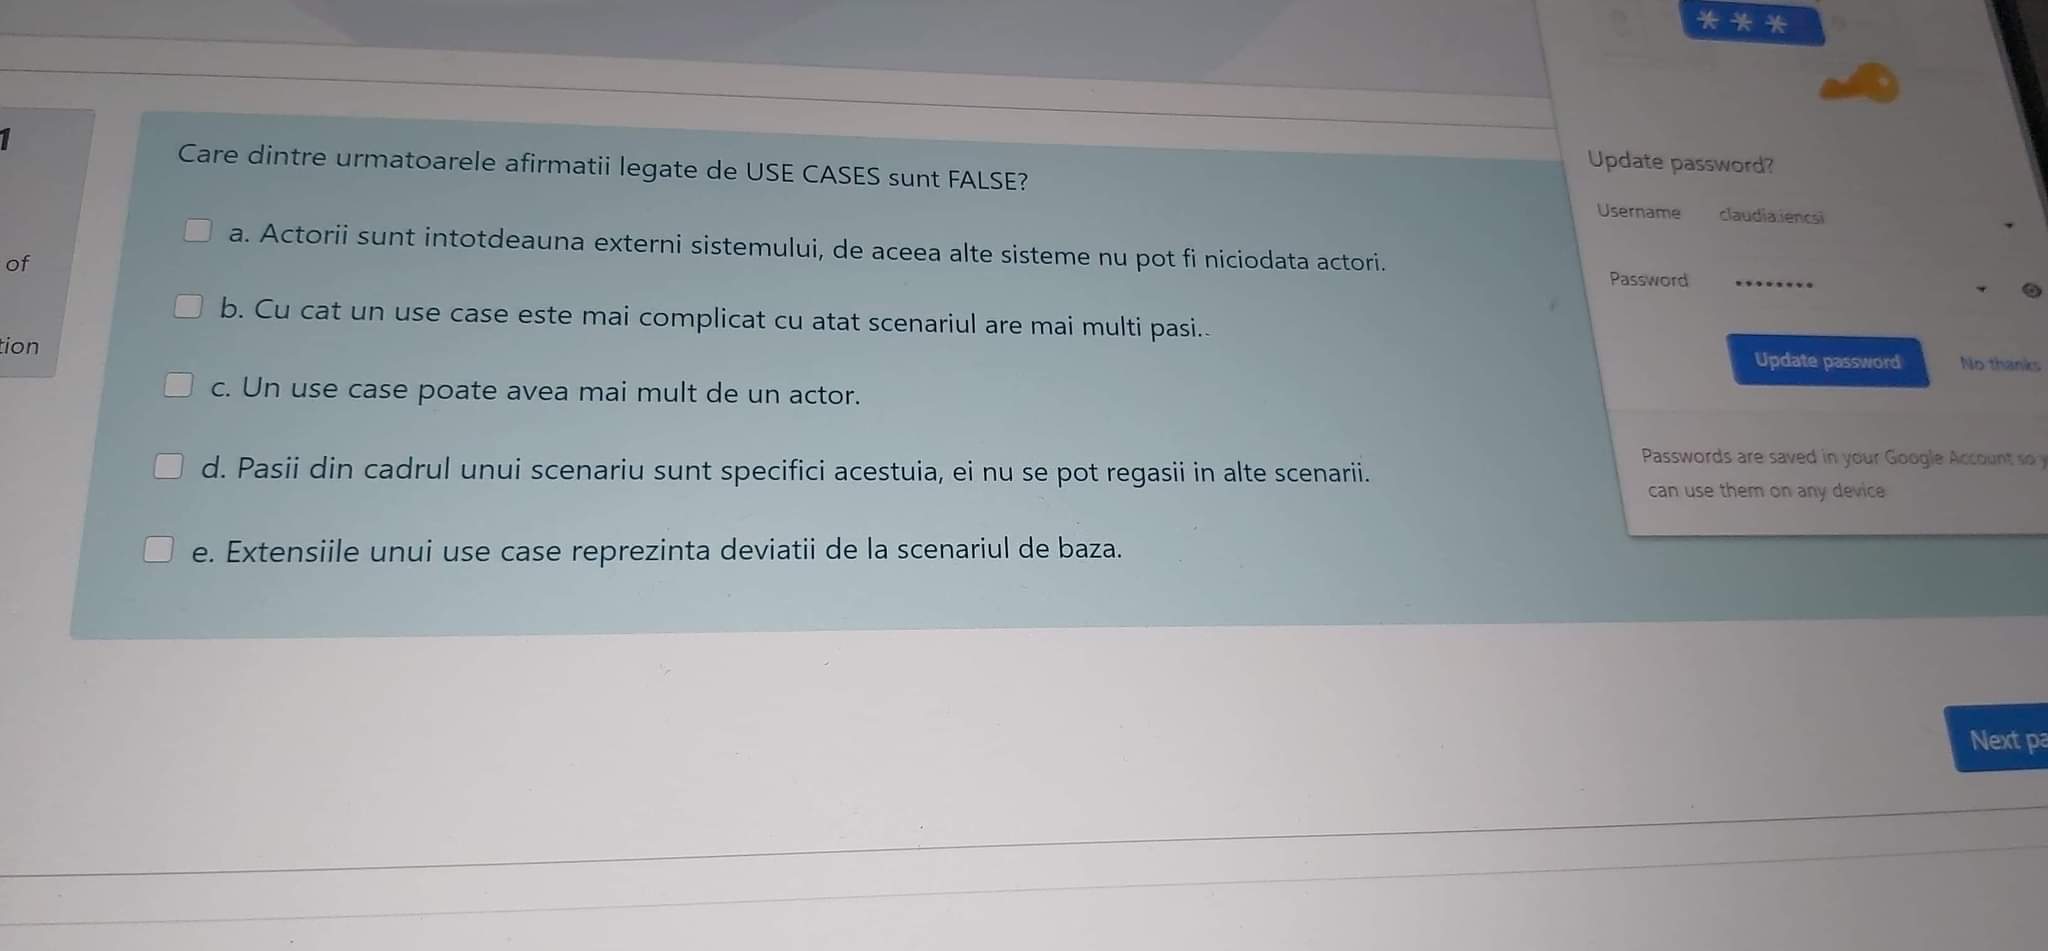 * * *
1
of
tion
Care dintre urmatoarele afirmatii legate de USE CASES sunt FALSE?
a. Actorii sunt intotdeauna externi sistemului, de aceea alte sisteme nu pot fi niciodata actori.
b. Cu cat un use case este mai complicat cu atat scenariul are mai multi pasi..
c. Un use case poate avea mai mult de un actor.
d. Pasii din cadrul unui scenariu sunt specifici acestuia, ei nu se pot regasii in alte scenarii.
e. Extensiile unui use case reprezinta deviatii de la scenariul de baza.
Update password?
Username claudia.iencsi
Password ••••••••
Update password No thanks
Passwords are saved in your Google Account so y
can use them on any device
Next pa